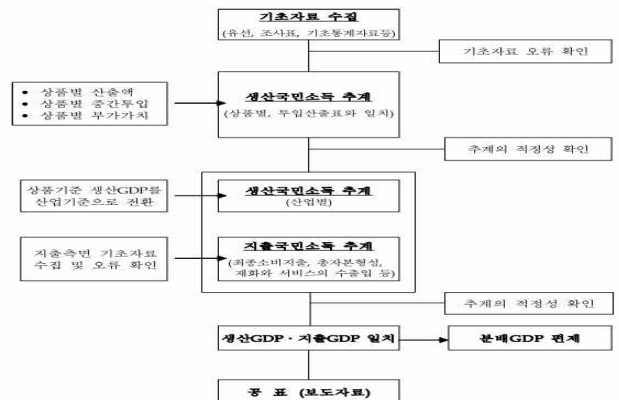 기초자료 수집
(유선, 조사표, 기초통계자료등)
기초자료 오류 확인
• 상품별 산출액
• 상품별 중간투입
• 상품별 부가가치
생산국민소득 추계
(상품별, 투입산출표와 일치)
추계의 적정성 확인
상품기준 생산GDP를
산업기준으로 전환
생산국민소득 추계
(산업별)
지출측면 기초자료
수집 및 오류 확인
지출국민소득 추계
(최종소비지출, 총자본형성,
재화와 서비스의 수출입 등)
추계의 적정성 확인
생산GDP · 지출GDP 일치
분배GDP 편제
공 표 (보도자료)